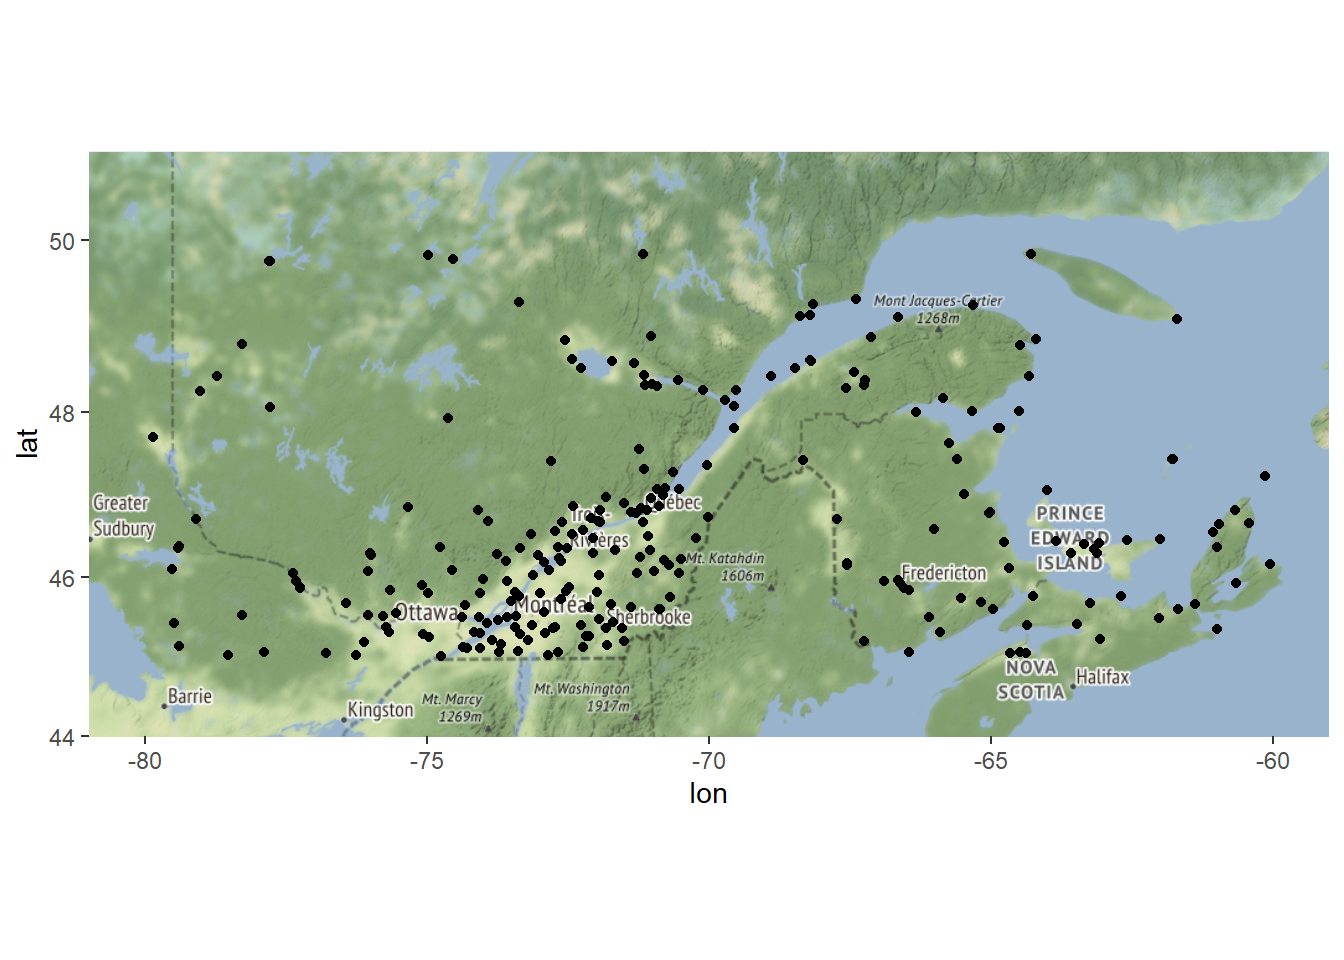 50
48
46
44
lat
Mont Jacques-Cartier
1268m
Greater
Sudbury
Québec
Trois-
Rivières
PRINCE
EDWARD
ISLAND
Mt. Katahdin
1606m
Fredericton
Ottawa
Montréal
Sherbrooke
NOVA
SCOTIA
Halifax
Barrie
Kingston
Mt. Marcy
1269m
Mt. Washington
1917m
-80
-75
-70
-65
-60
lon